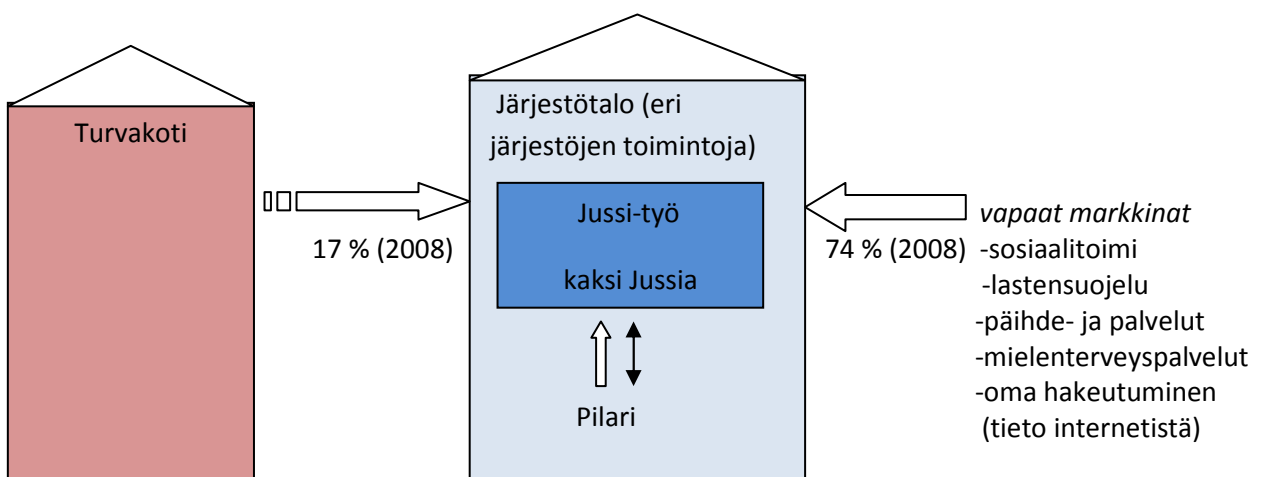 Turvakoti
17 % (2008)
Järjestötalo (eri
järjestöjen toimintoja)
Jussi-työ
kaksi Jussia
Pilari
74 % (2008)
vapaat markkinat
-sosiaalitoimi
-lastensuojelu
-päihde- ja palvelut
-mielenterveyspalvelut
-oma hakeutuminen
(tieto internetistä)